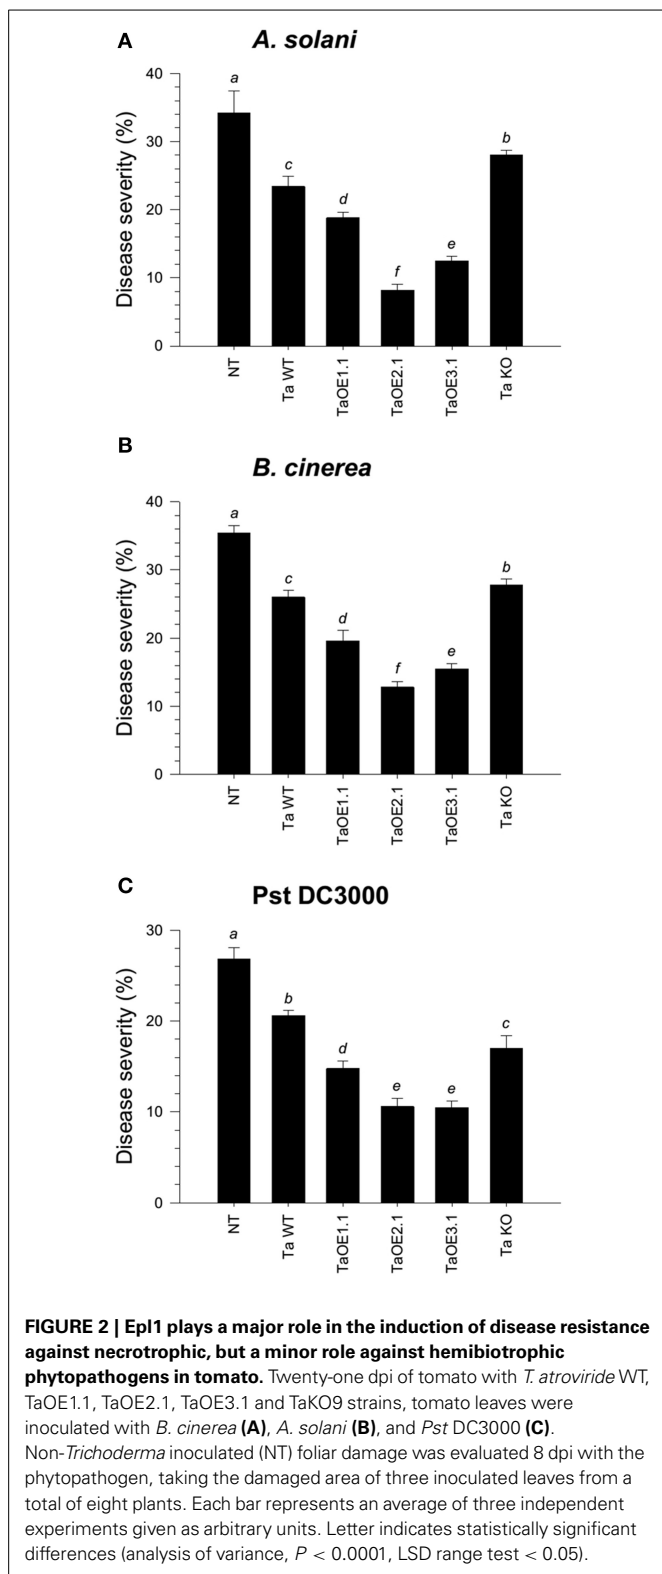 A
A. solani
Disease severity (%)
40
30
20
10
0
a
c
d
f
e
b
NT
Ta WT
TaOE1.1
TaOE2.1
TaOE3.1
Ta KO
B
B. cinerea
Disease severity (%)
40
30
20
10
0
a
c
d
f
e
b
NT
Ta WT
TaOE1.1
TaOE2.1
TaOE3.1
Ta KO
C
Pst DC3000
Disease severity (%)
30
20
10
0
a
b
d
e
e
c
NT
Ta WT
TaOE1.1
TaOE2.1
TaOE3.1
Ta KO
FIGURE 2 | Epl1 plays a major role in the induction of disease resistance
against necrotrophic, but a minor role against hemibiotrophic
phytopathogens in tomato. Twenty-one dpi of tomato with T. atroviride WT,
TaOE1.1, TaOE2.1, TaOE3.1 and TaKO9 strains, tomato leaves were
inoculated with B. cinerea (A), A. solani (B), and Pst DC3000 (C).
Non-Trichoderma inoculated (NT) foliar damage was evaluated 8 dpi with the
phytopathogen, taking the damaged area of three inoculated leaves from a
total of eight plants. Each bar represents an average of three independent
experiments given as arbitrary units. Letter indicates statistically significant
differences (analysis of variance, P < 0.0001, LSD range test < 0.05).